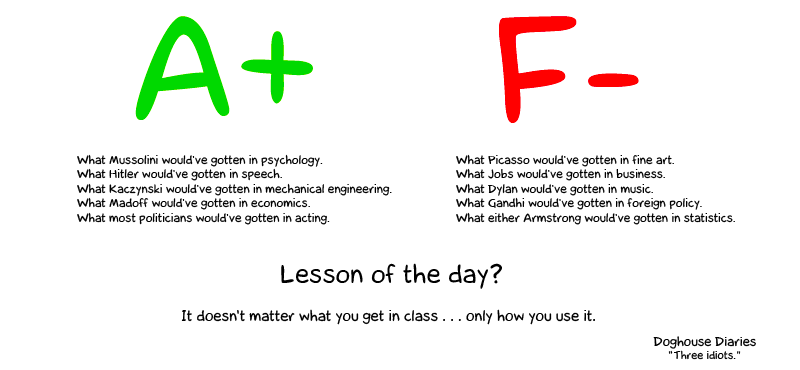 A+
F-
What Mussolini would've gotten in psychology.
What Hitler would've gotten in speech.
What Kaczynski would've gotten in mechanical engineering.
What Madoff would've gotten in economics.
What most politicians would've gotten in acting.
What Picasso would've gotten in fine art.
What Jobs would've gotten in business.
What Dylan would've gotten in music.
What Gandhi would've gotten in foreign policy.
What either Armstrong would've gotten in statistics.
Lesson of the day?
It doesn't matter what you get in class . . . only how you use it.
Doghouse Diaries
"Three idiots."